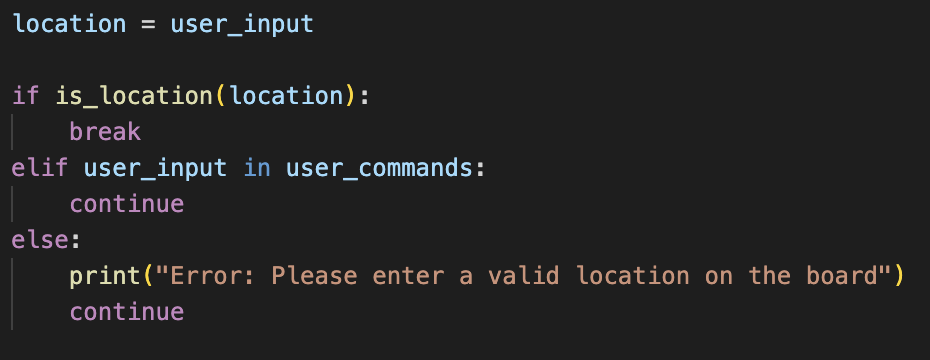 location = user_input
if is_location(location):
break
elif user_input in user_commands:
continue
else:
print("Error: Please enter a valid location on the board")
continue